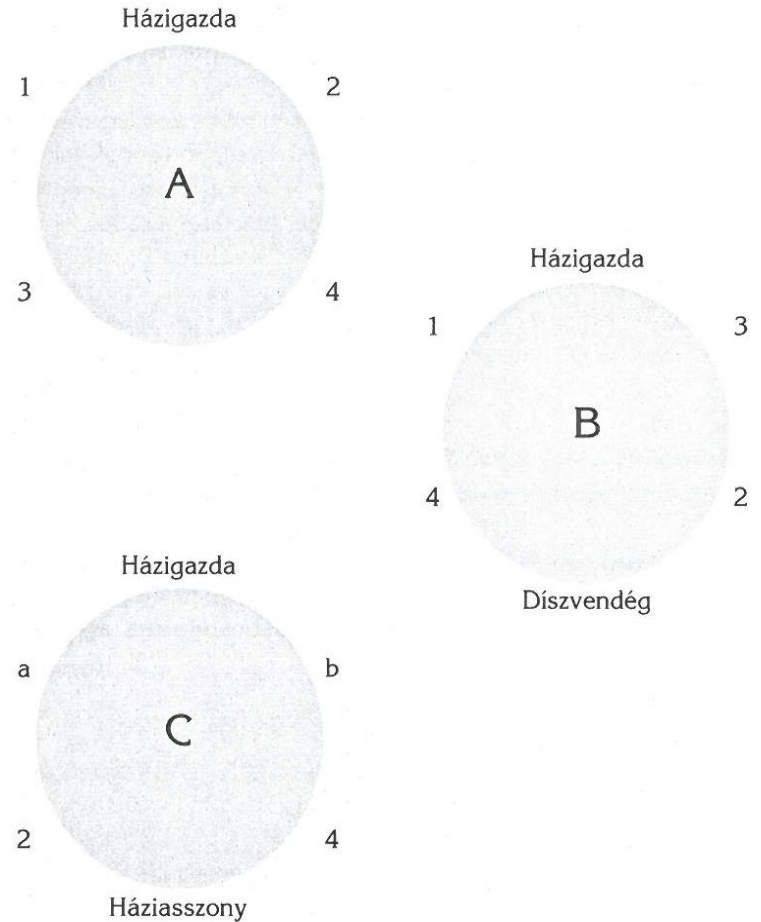 Házigazda
1 2
A
3 4
Házigazda
1 3
B
4 2
Díszvendég
Házigazda
a b
C
2 4
Háziasszony